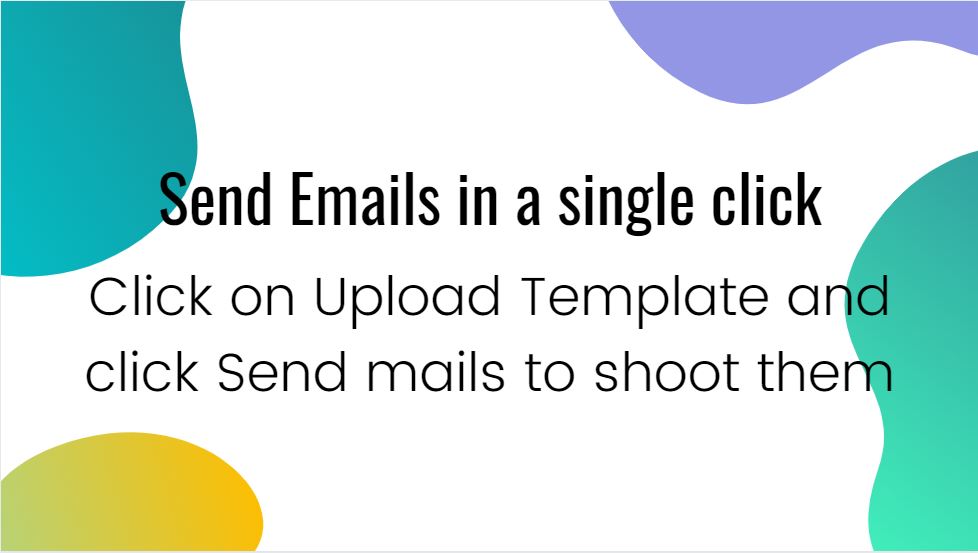 Send Emails in a single click
Click on Upload Template and
click Send mails to shoot them